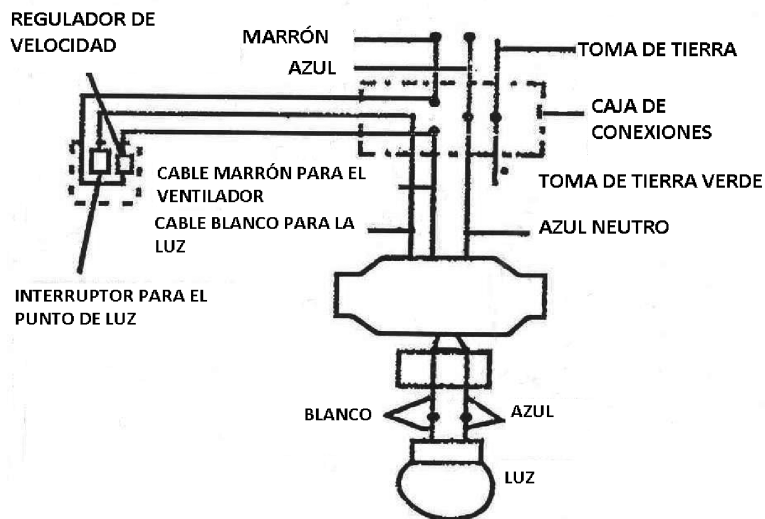 REGULADOR DE
VELOCIDAD
MARRÓN
AZUL
TOMA DE TIERRA
CAJA DE
CONEXIONES
CABLE MARRÓN PARA EL
VENTILADOR
CABLE BLANCO PARA LA
LUZ
TOMA DE TIERRA VERDE
AZUL NEUTRO
INTERRUPTOR PARA EL
PUNTO DE LUZ
BLANCO
AZUL
LUZ